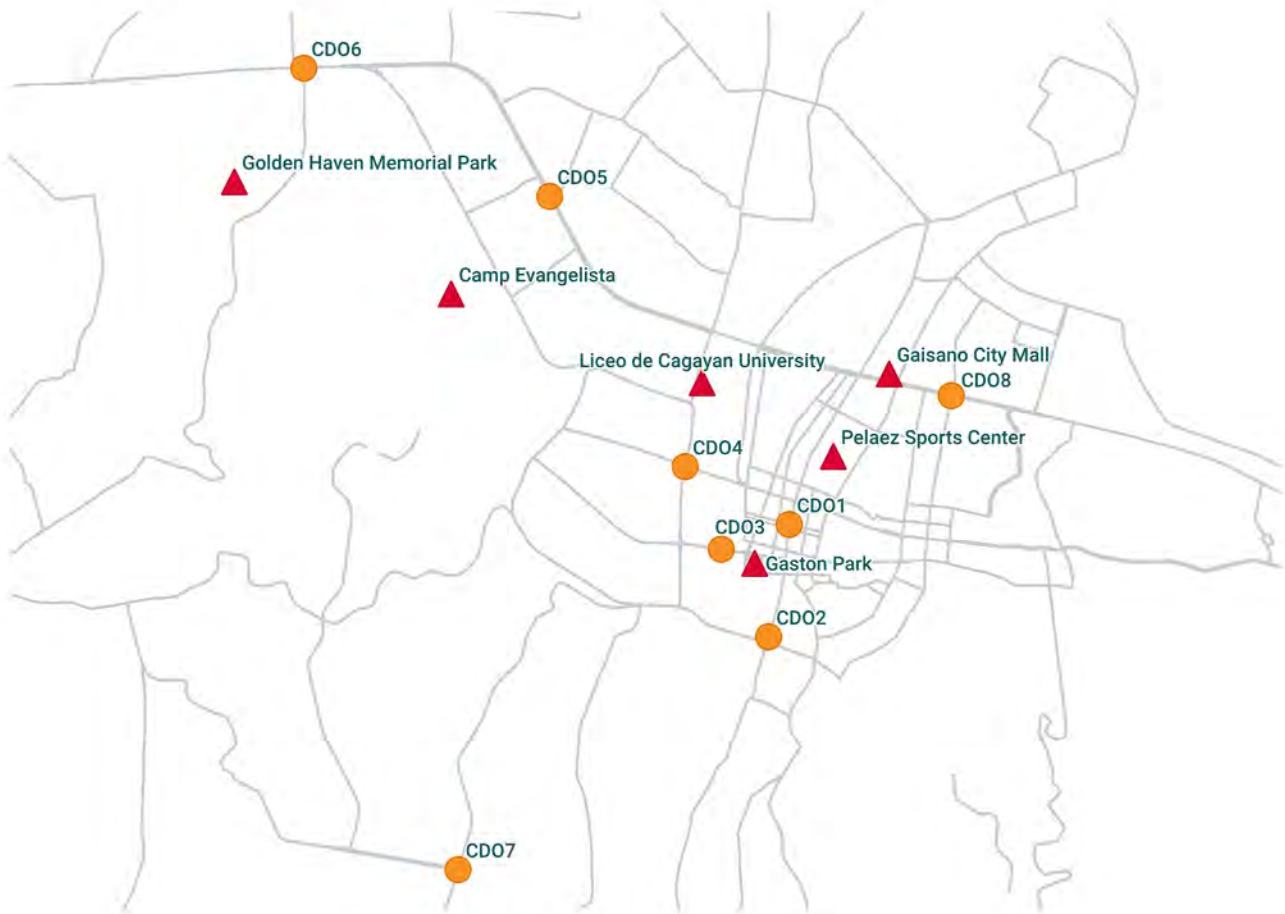 CDO6
Golden Haven Memorial Park
CDO5
Camp Evangelista
Liceo de Cagayan University
Gaisano City Mall
CDO8
Pelaez Sports Center
CDO4
CDO1
CDO3
Gaston Park
CDO2
CDO7